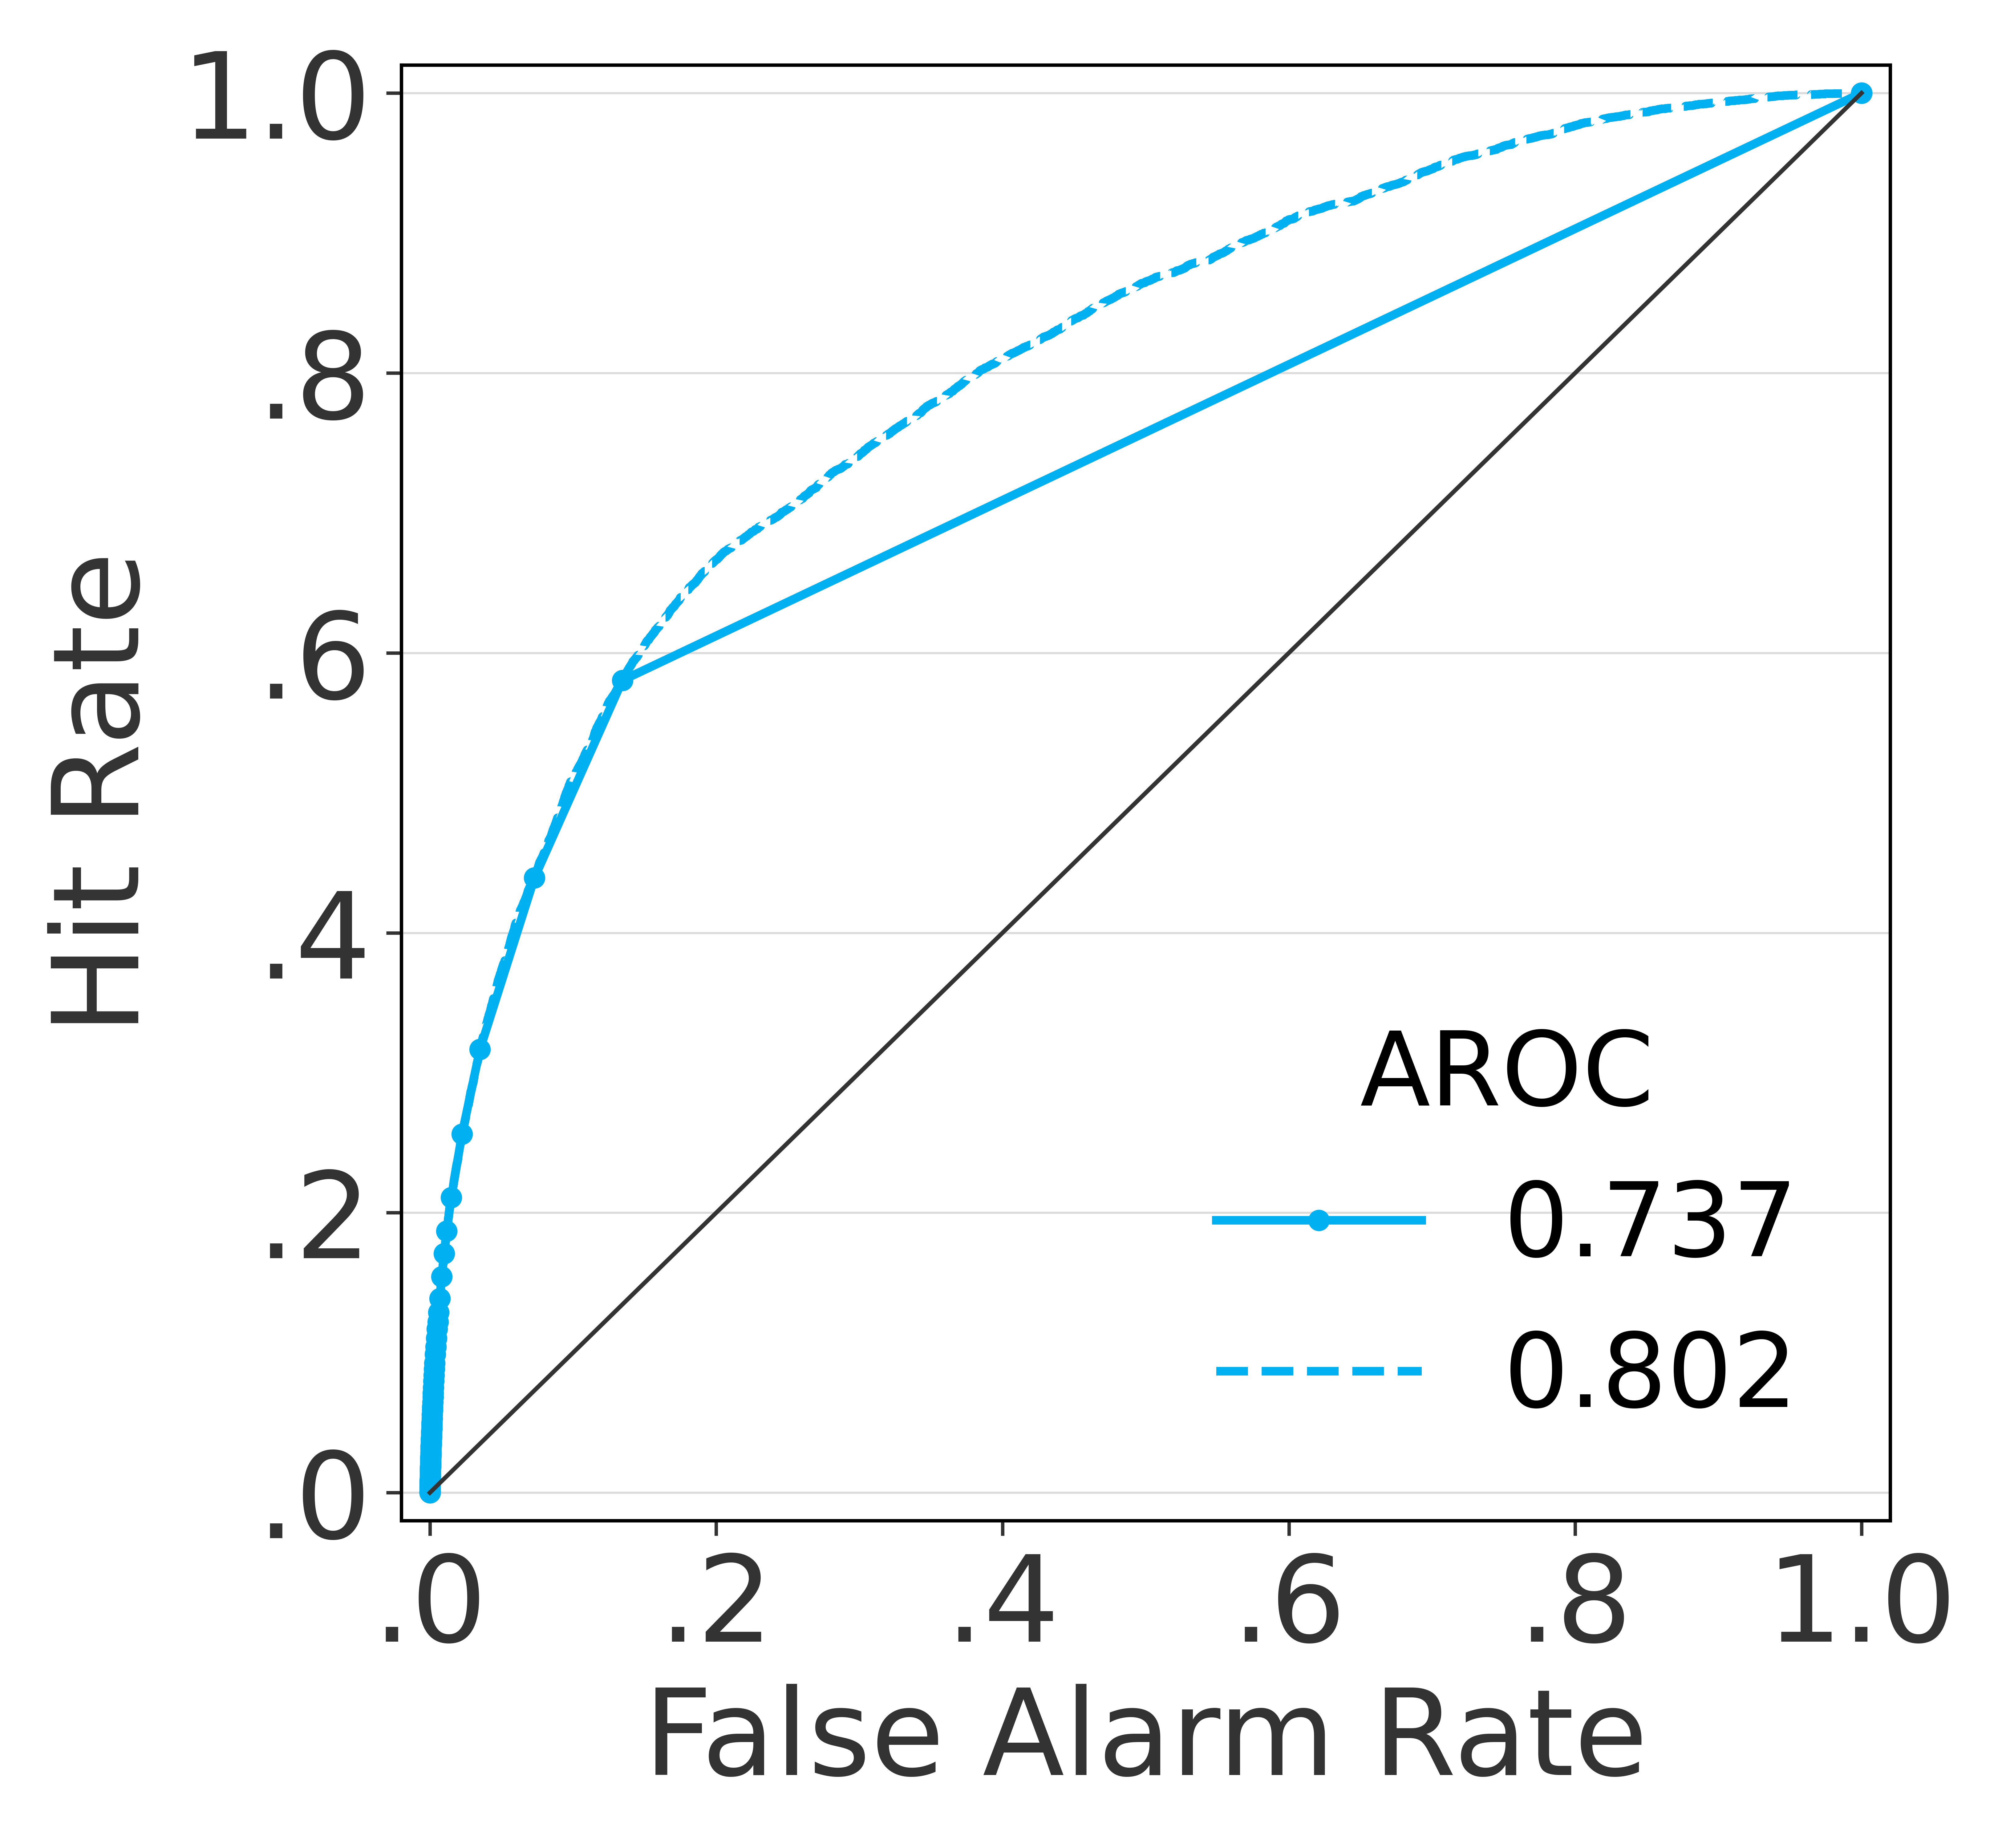 1.0
.8
.6
.4
.2
.0
Hit Rate
AROC
0.737
0.802
.0 .2 .4 .6 .8 1.0
False Alarm Rate